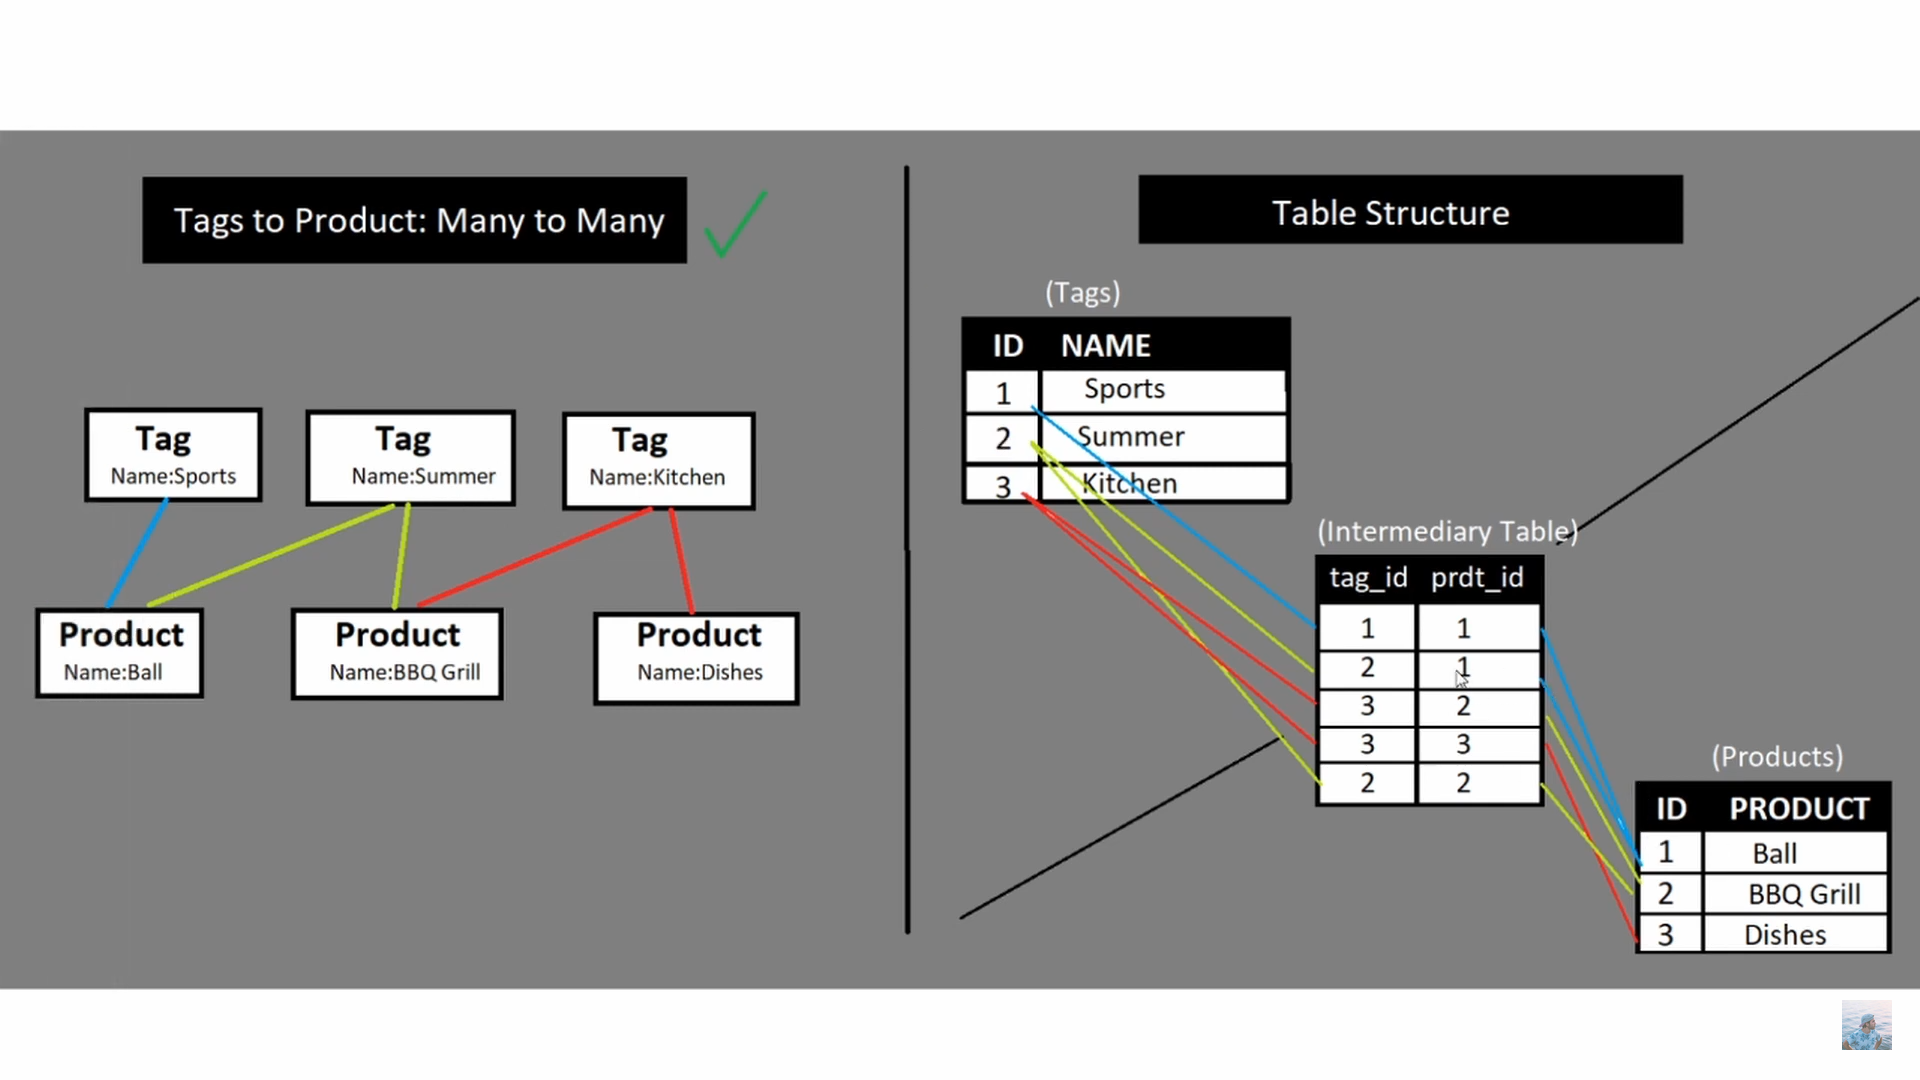 Tags to Product: Many to Many
Tag
Name:Sports
Tag
Name:Summer
Tag
Name:Kitchen
Product
Name:Ball
Product
Name:BBQ Grill
Product
Name:Dishes
Table Structure
(Tags)
ID NAME
1 Sports
2 Summer
3 Kitchen
(Intermediary Table)
tag_id prdt_id
1 1
2 1
3 2
3 3
2 2
(Products)
ID PRODUCT
1 Ball
2 BBQ Grill
3 Dishes